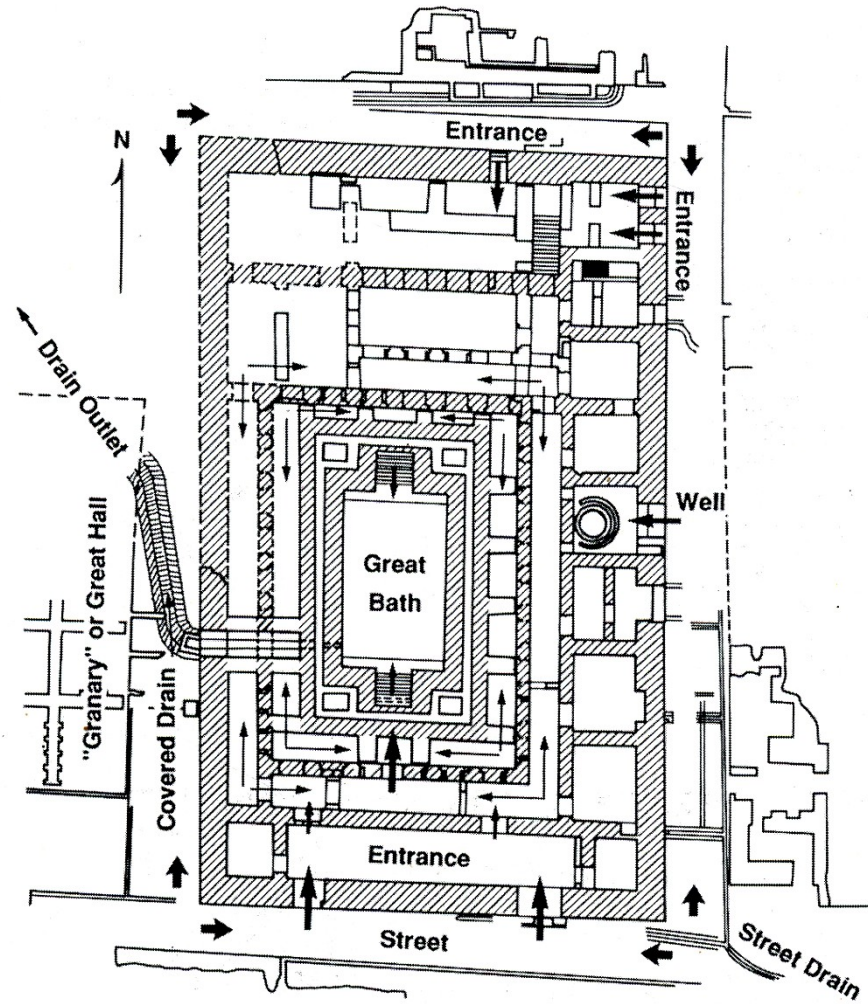 Entrance
N
Entrance
Drain Outlet
Well
"Granary" or Great Hall
Great
Bath
Covered Drain
Entrance
Street
Street Drain